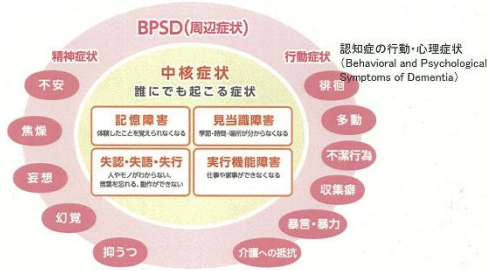 BPSD(周辺症状)
精神症状
行動症状
認知症の行動・心理症状
(Behavioral and Psychological
Symptoms of Dementia)
中核症状
誰にでも起こる症状
不安
徘徊
記憶障害
体験したことを覚えられなくなる
見当識障害
季節・時間・場所が分からなくなる
焦燥
多動
失認・失語・失行
人やモノがわからない、
言葉を忘れる、動作ができない
実行機能障害
仕事や家事ができなくなる
不潔行為
妄想
収集癖
幻覚
暴言・暴力
抑うつ
介護への抵抗